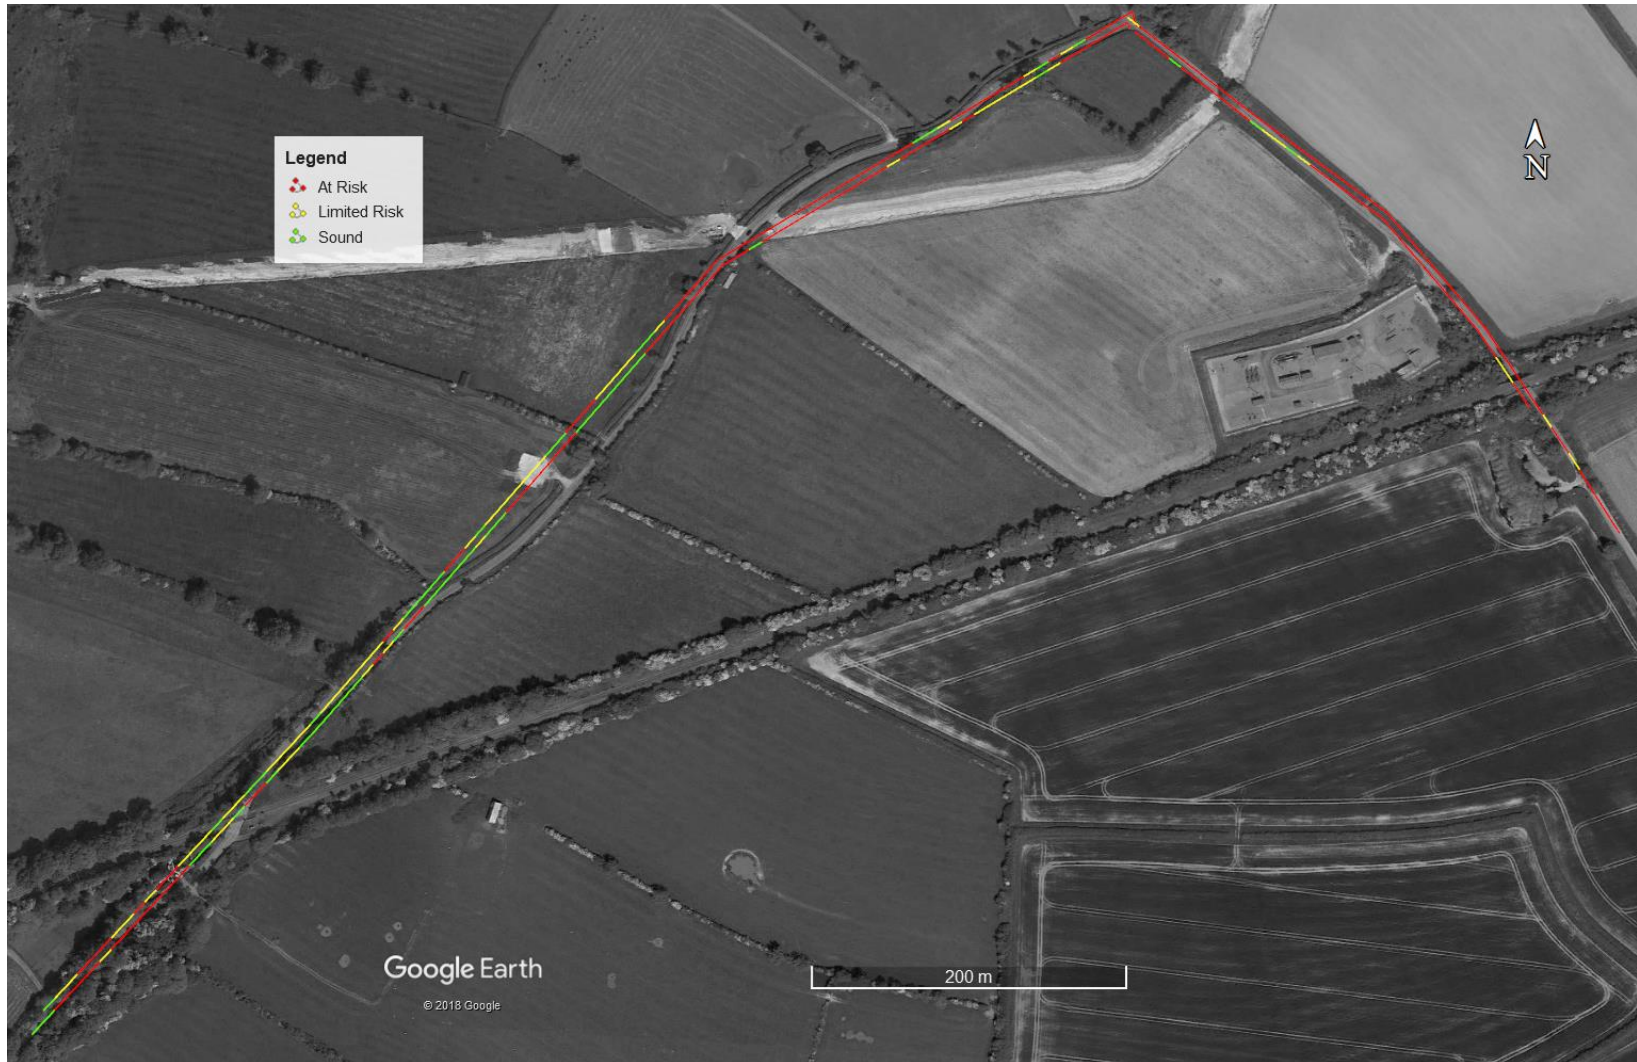 Legend
At Risk
Limited Risk
Sound
N
Google Earth
© 2018 Google
200 m